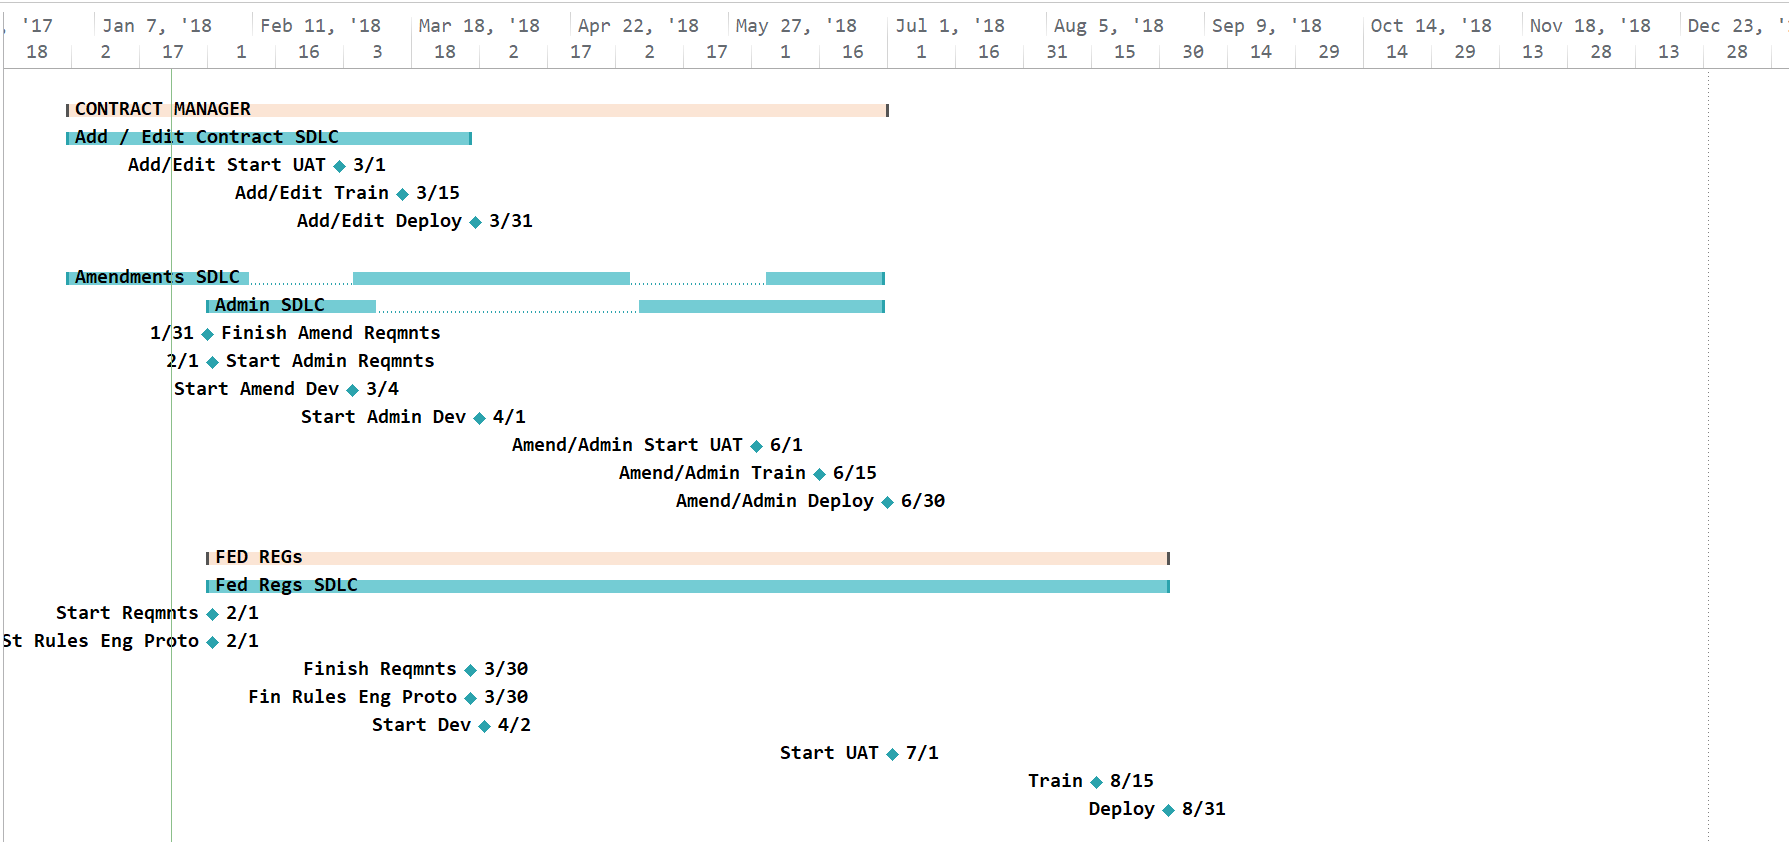 , '17 Jan 7, '18 Feb 11, '18 Mar 18, '18 Apr 22, '18 May 27, '18 Jul 1, '18 Aug 5, '18 Sep 9, '18 Oct 14, '18 Nov 18, '18 Dec 23, '
18 2 17 1 16 3 18 2 17 2 17 1 16 1 16 31 15 30 14 29 14 29 13 28 13 28
CONTRACT MANAGER
Add / Edit Contract SDLC
Add/Edit Start UAT 3/1
Add/Edit Train 3/15
Add/Edit Deploy 3/31
Amendments SDLC
Admin SDLC
1/31 Finish Amend Reqmnts
2/1 Start Admin Reqmnts
Start Amend Dev 3/4
Start Admin Dev 4/1
Amend/Admin Start UAT 6/1
Amend/Admin Train 6/15
Amend/Admin Deploy 6/30
FED REGs
Fed Regs SDLC
Start Reqmnts 2/1
St Rules Eng Proto 2/1
Finish Reqmnts 3/30
Fin Rules Eng Proto 3/30
Start Dev 4/2
Start UAT 7/1
Train 8/15
Deploy 8/31